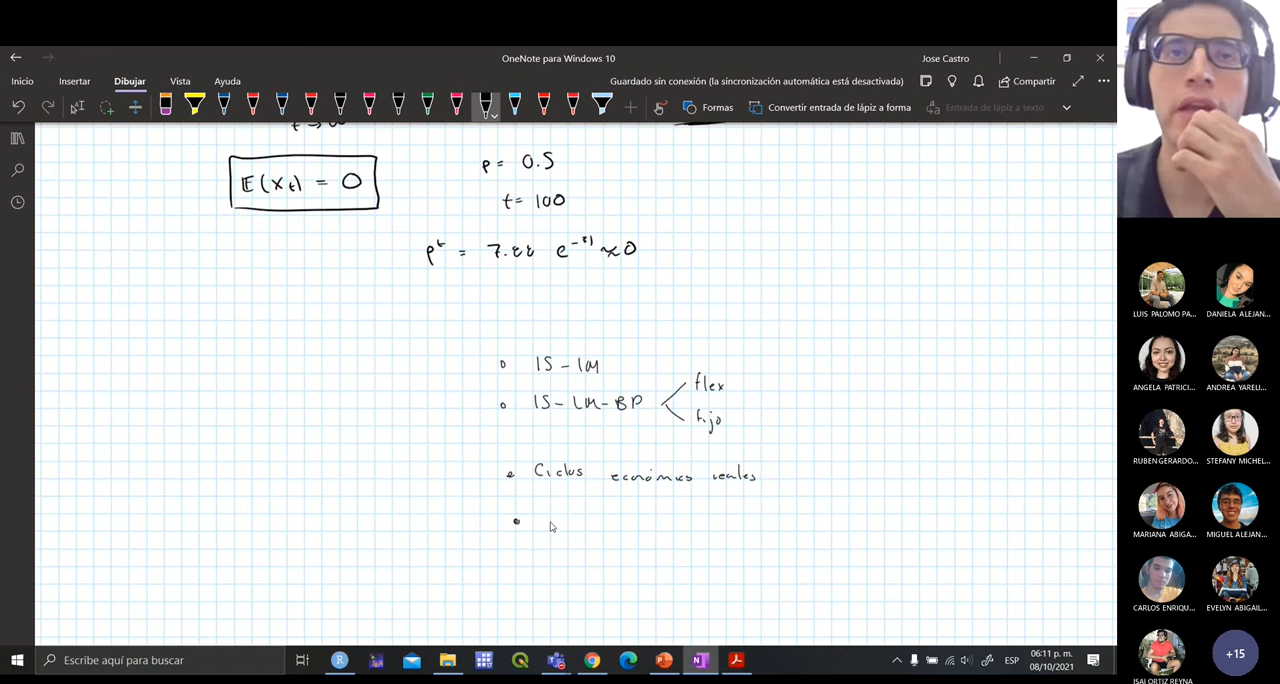 OneNote para Windows 10
Jose Castro
Inicio Insertar Dibujar Vista Ayuda
Guardado sin conexión (la sincronización automática está desactivada)
Compartir
Formas
Convertir entrada de lápiz a forma
Entrada de lápiz a texto
E(xt) = 0
ρ = 0.5
t = 100
ρ^t = 7.88 e^-31 ≈ 0
IS-LM
IS-LM-BP
flex
fijo
Ciclos económicos reales
LUIS PALOMO PA...
DANIELA ALEJAN...
ANGELA PATRICI...
ANDREA YARELI...
RUBEN GERARDO...
STEFANY MICHEL...
MARIANA ABIGA...
MIGUEL ALEJAN...
CARLOS ENRIQU...
EVELYN ABIGAIL...
ISAI ORTIZ REYNA
+15
Escribe aquí para buscar
ESP
06:11 p. m.
08/10/2021